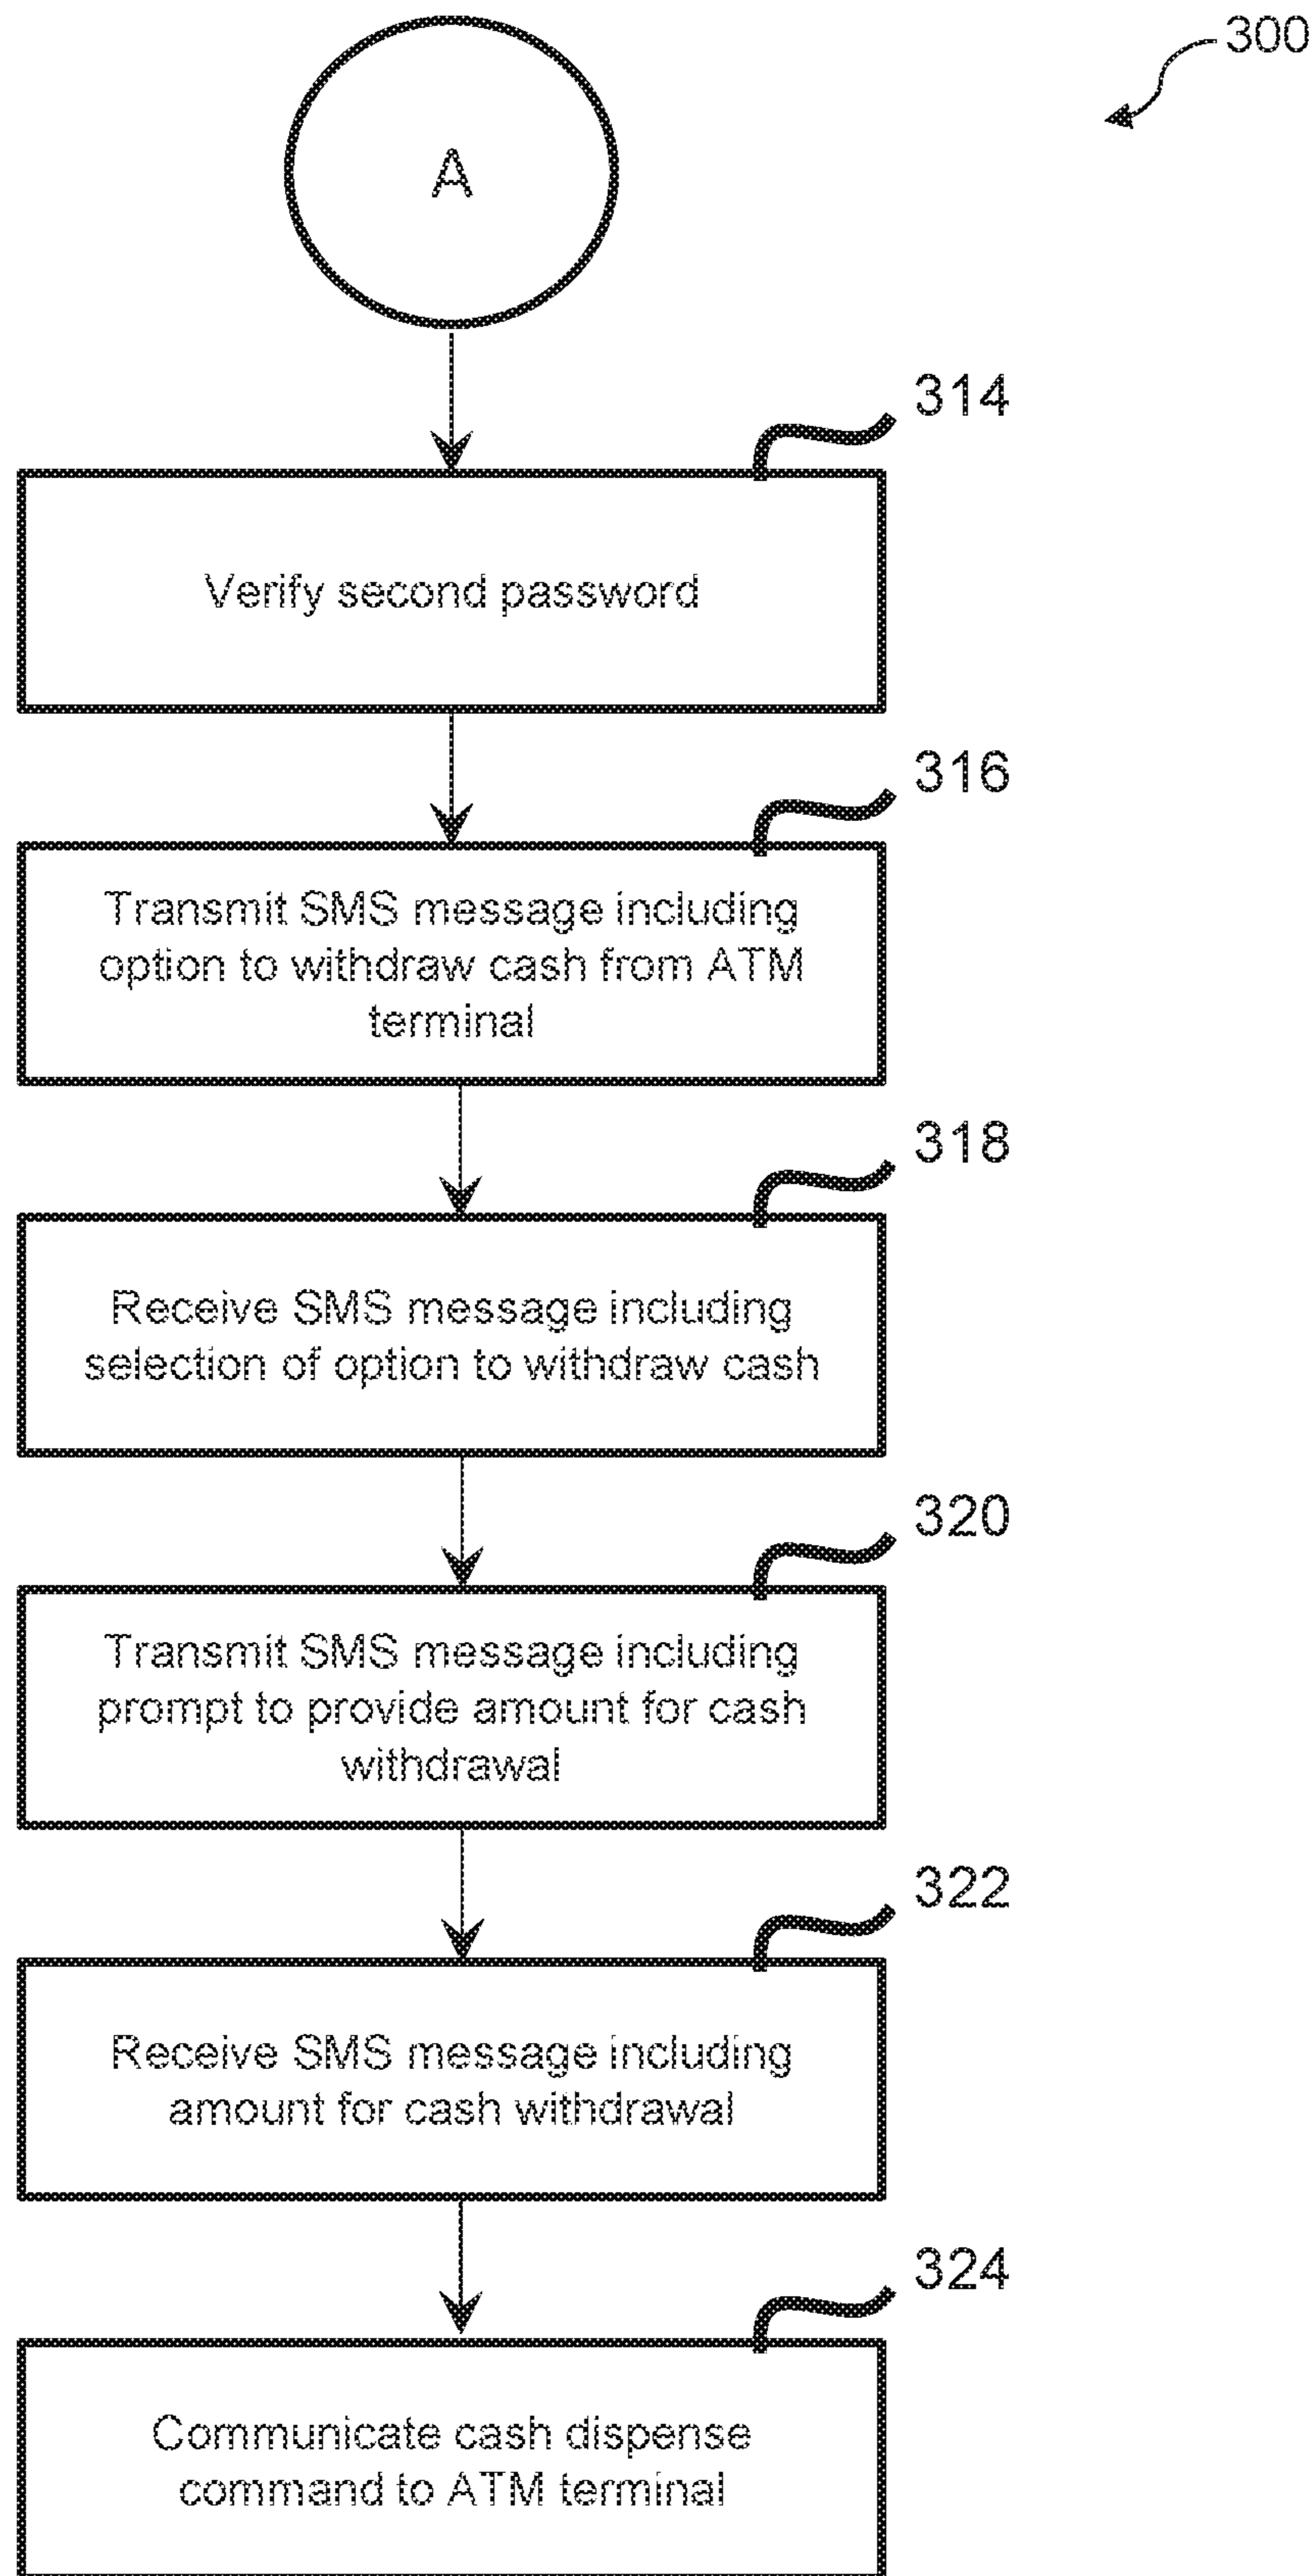 300
A
314
Verify second password
316
Transmit SMS message including
option to withdraw cash from ATM
terminal
318
Receive SMS message including
selection of option to withdraw cash
320
Transmit SMS message including
prompt to provide amount for cash
withdrawal
322
Receive SMS message including
amount for cash withdrawal
324
Communicate cash dispense
command to ATM terminal